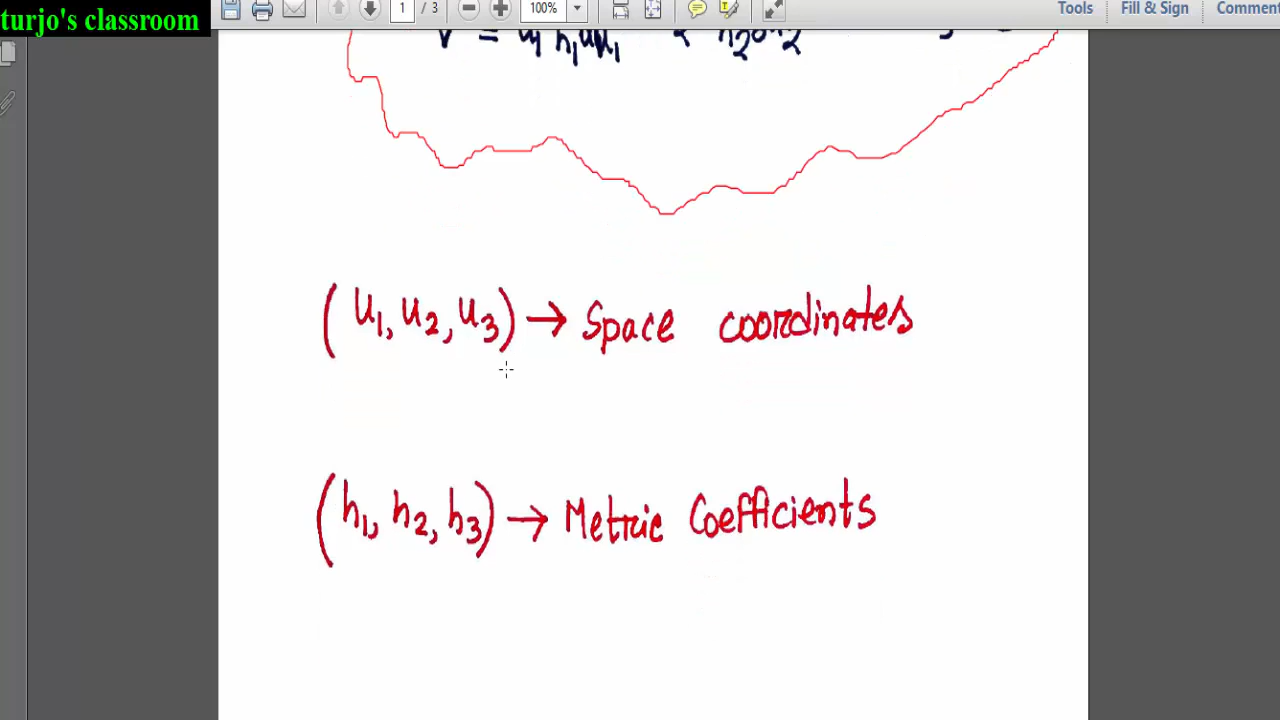 turjo's classroom
1 / 3 100% Tools Fill & Sign Comment
(u1, u2, u3) → Space coordinates
(h1, h2, h3) → Metric Coefficients